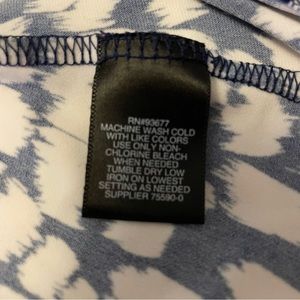 RN#93677
MACHINE WASH COLD
WITH LIKE COLORS
USE ONLY NON-
CHLORINE BLEACH
WHEN NEEDED
TUMBLE DRY LOW
IRON ON LOWEST
SETTING AS NEEDED
SUPPLIER 75590-0